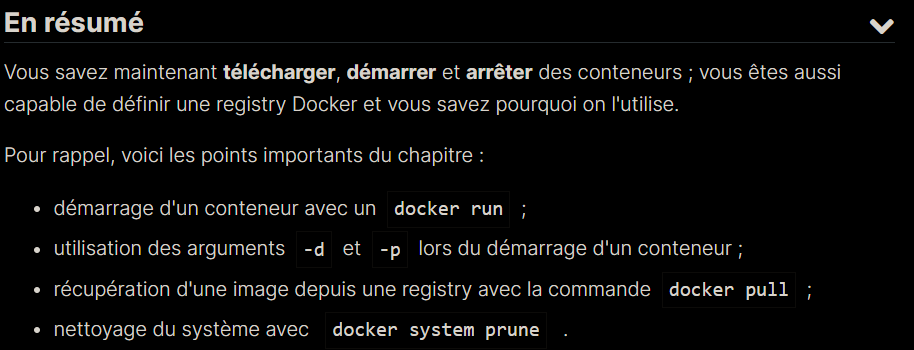 En résumé
Vous savez maintenant télécharger, démarrer et arrêter des conteneurs ; vous êtes aussi
capable de définir une registry Docker et vous savez pourquoi on l'utilise.
Pour rappel, voici les points importants du chapitre :
• démarrage d'un conteneur avec un docker run ;
• utilisation des arguments -d et -p lors du démarrage d'un conteneur ;
• récupération d'une image depuis une registry avec la commande docker pull ;
• nettoyage du système avec docker system prune .